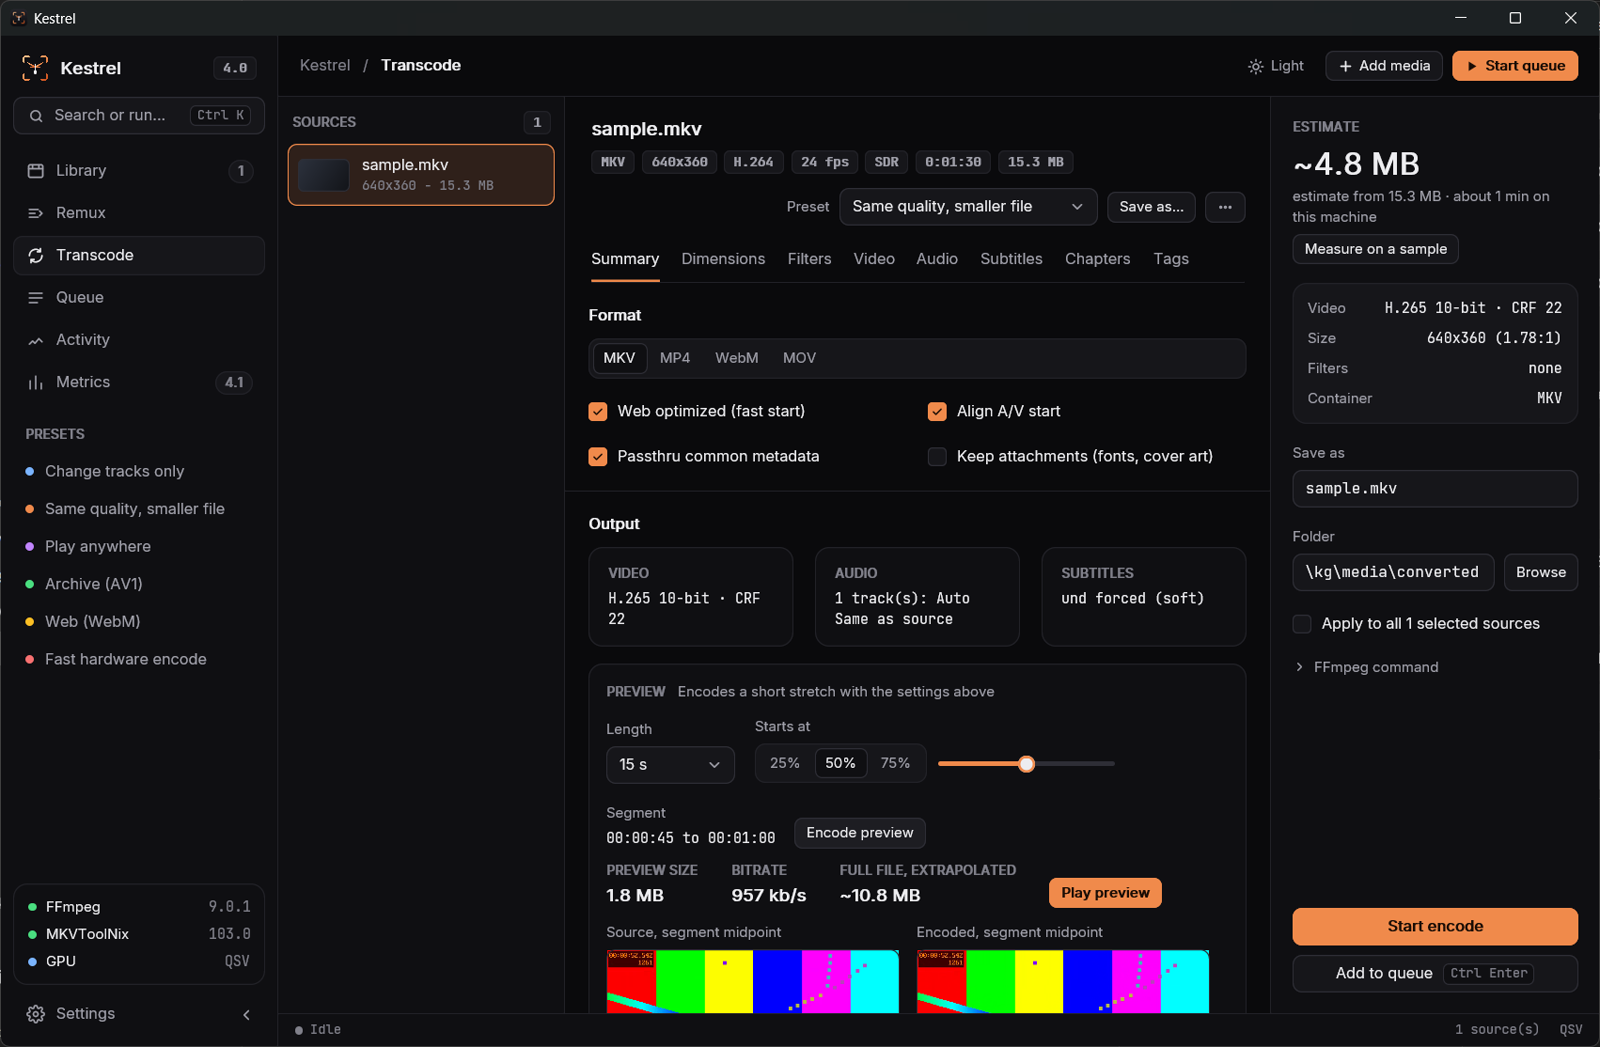 Kestrel
Kestrel
4.0
Search or run...
Ctrl K
Library
1
Remux
Transcode
Queue
Activity
Metrics
4.1
PRESETS
Change tracks only
Same quality, smaller file
Play anywhere
Archive (AV1)
Web (WebM)
Fast hardware encode
FFmpeg 9.0.1
MKVToolNix 103.0
GPU QSV
Settings
Kestrel / Transcode
Light
Add media
Start queue
SOURCES
1
sample.mkv
640x360 - 15.3 MB
sample.mkv
MKV 640x360 H.264 24 fps SDR 0:01:30 15.3 MB
Preset
Same quality, smaller file
Save as...
Summary Dimensions Filters Video Audio Subtitles Chapters Tags
Format
MKV MP4 WebM MOV
Web optimized (fast start)
Align A/V start
Passthru common metadata
Keep attachments (fonts, cover art)
Output
VIDEO
H.265 10-bit · CRF
22
AUDIO
1 track(s): Auto
Same as source
SUBTITLES
und forced (soft)
PREVIEW Encodes a short stretch with the settings above
Length
15 s
Starts at
25% 50% 75%
Segment
00:00:45 to 00:01:00
Encode preview
PREVIEW SIZE
1.8 MB
BITRATE
957 kb/s
FULL FILE, EXTRAPOLATED
~10.8 MB
Play preview
Source, segment midpoint
00:00:52.542
1261
Encoded, segment midpoint
00:00:52.542
1261
ESTIMATE
~4.8 MB
estimate from 15.3 MB · about 1 min on
this machine
Measure on a sample
Video H.265 10-bit · CRF 22
Size 640x360 (1.78:1)
Filters none
Container MKV
Save as
sample.mkv
Folder
\kg\media\converted
Browse
Apply to all 1 selected sources
FFmpeg command
Start encode
Add to queue Ctrl Enter
Idle
1 source(s) QSV